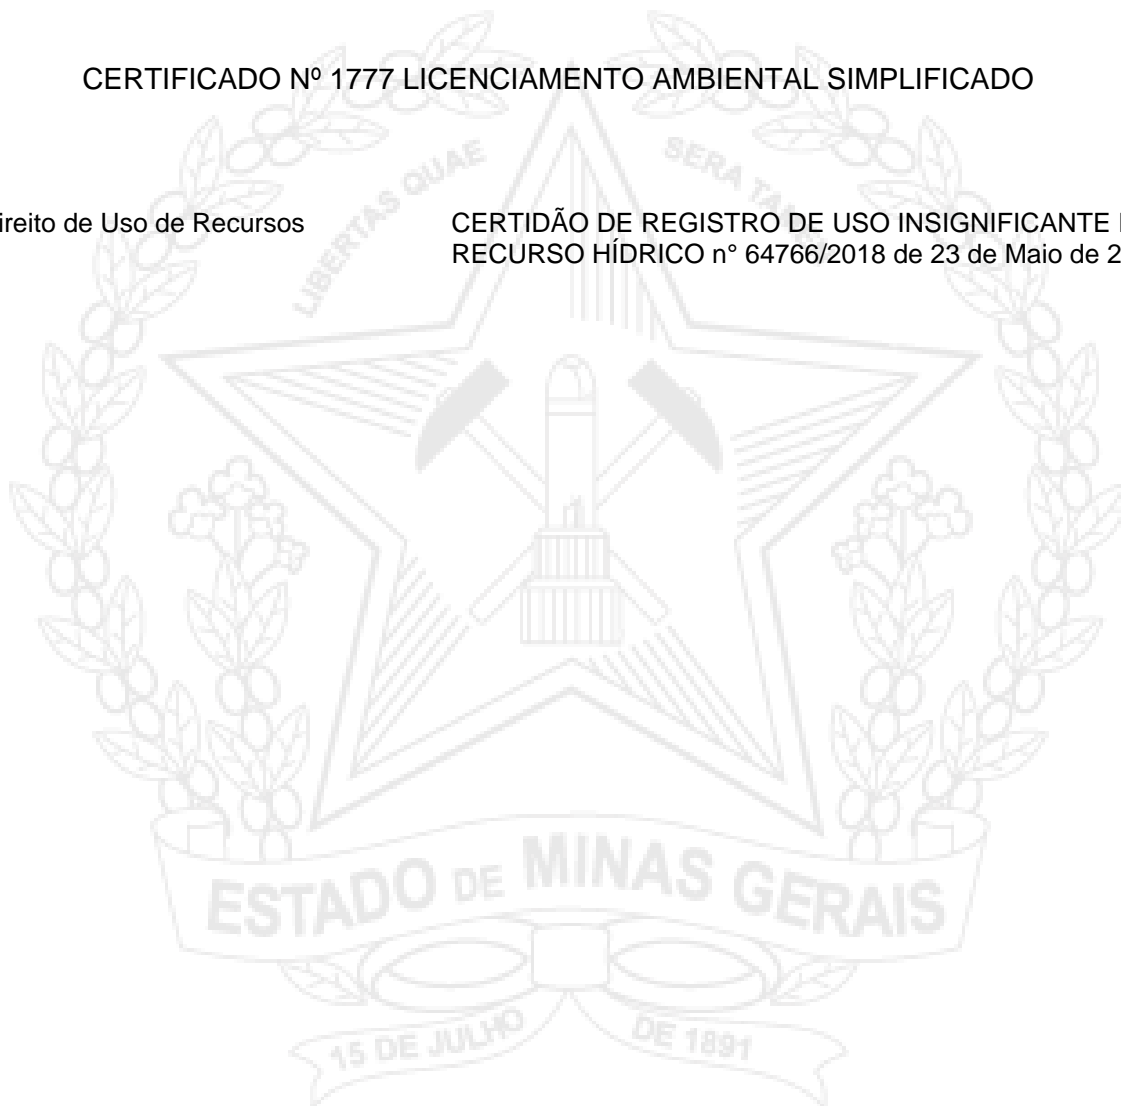 CERTIFICADO Nº 1777 LICENCIAMENTO AMBIENTAL SIMPLIFICADO
LIBERTAS QUAE
SERA TAMEN
ireito de Uso de Recursos
CERTIDÃO DE REGISTRO DE USO INSIGNIFICANTE
RECURSO HÍDRICO n° 64766/2018 de 23 de Maio de 2
ESTADO DE MINAS GERAIS
15 DE JULHO DE 1891